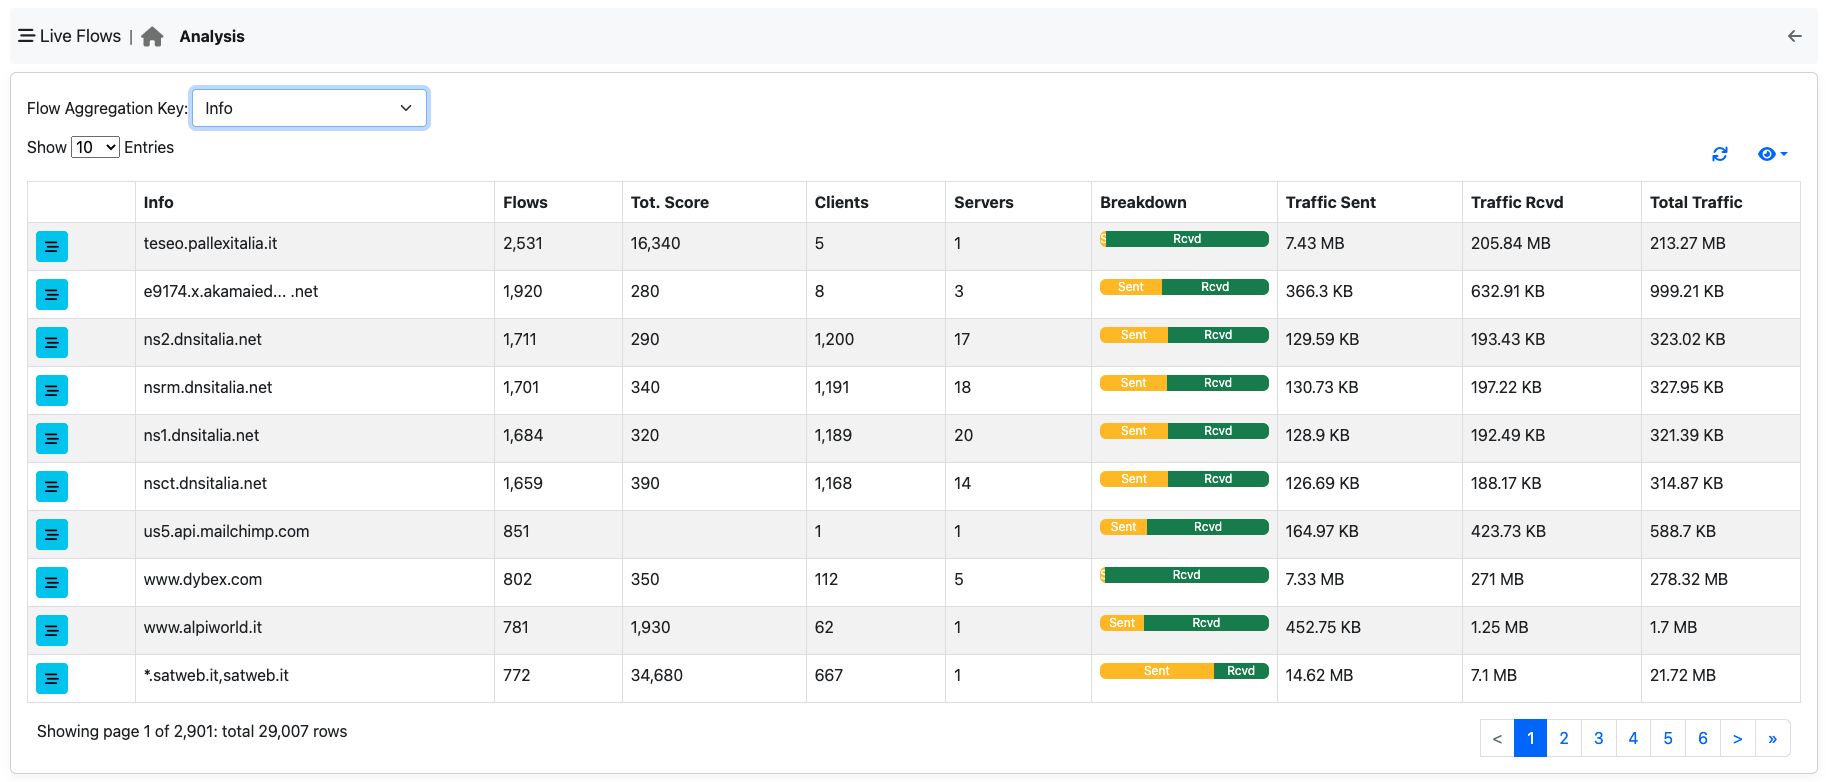 Live Flows | Analysis
Flow Aggregation Key: Info
Show 10 Entries
Info Flows Tot. Score Clients Servers Breakdown Traffic Sent Traffic Rcvd Total Traffic
teseo.pallexitalia.it 2,531 16,340 5 1 Rcvd 7.43 MB 205.84 MB 213.27 MB
e9174.x.akamaied... .net 1,920 280 8 3 Sent Rcvd 366.3 KB 632.91 KB 999.21 KB
ns2.dnsitalia.net 1,711 290 1,200 17 Sent Rcvd 129.59 KB 193.43 KB 323.02 KB
nsrm.dnsitalia.net 1,701 340 1,191 18 Sent Rcvd 130.73 KB 197.22 KB 327.95 KB
ns1.dnsitalia.net 1,684 320 1,189 20 Sent Rcvd 128.9 KB 192.49 KB 321.39 KB
nsct.dnsitalia.net 1,659 390 1,168 14 Sent Rcvd 126.69 KB 188.17 KB 314.87 KB
us5.api.mailchimp.com 851 1 1 Sent Rcvd 164.97 KB 423.73 KB 588.7 KB
www.dybex.com 802 350 112 5 Rcvd 7.33 MB 271 MB 278.32 MB
www.alpiworld.it 781 1,930 62 1 Sent Rcvd 452.75 KB 1.25 MB 1.7 MB
*.satweb.it,satweb.it 772 34,680 667 1 Sent Rcvd 14.62 MB 7.1 MB 21.72 MB
Showing page 1 of 2,901: total 29,007 rows
< 1 2 3 4 5 6 > »